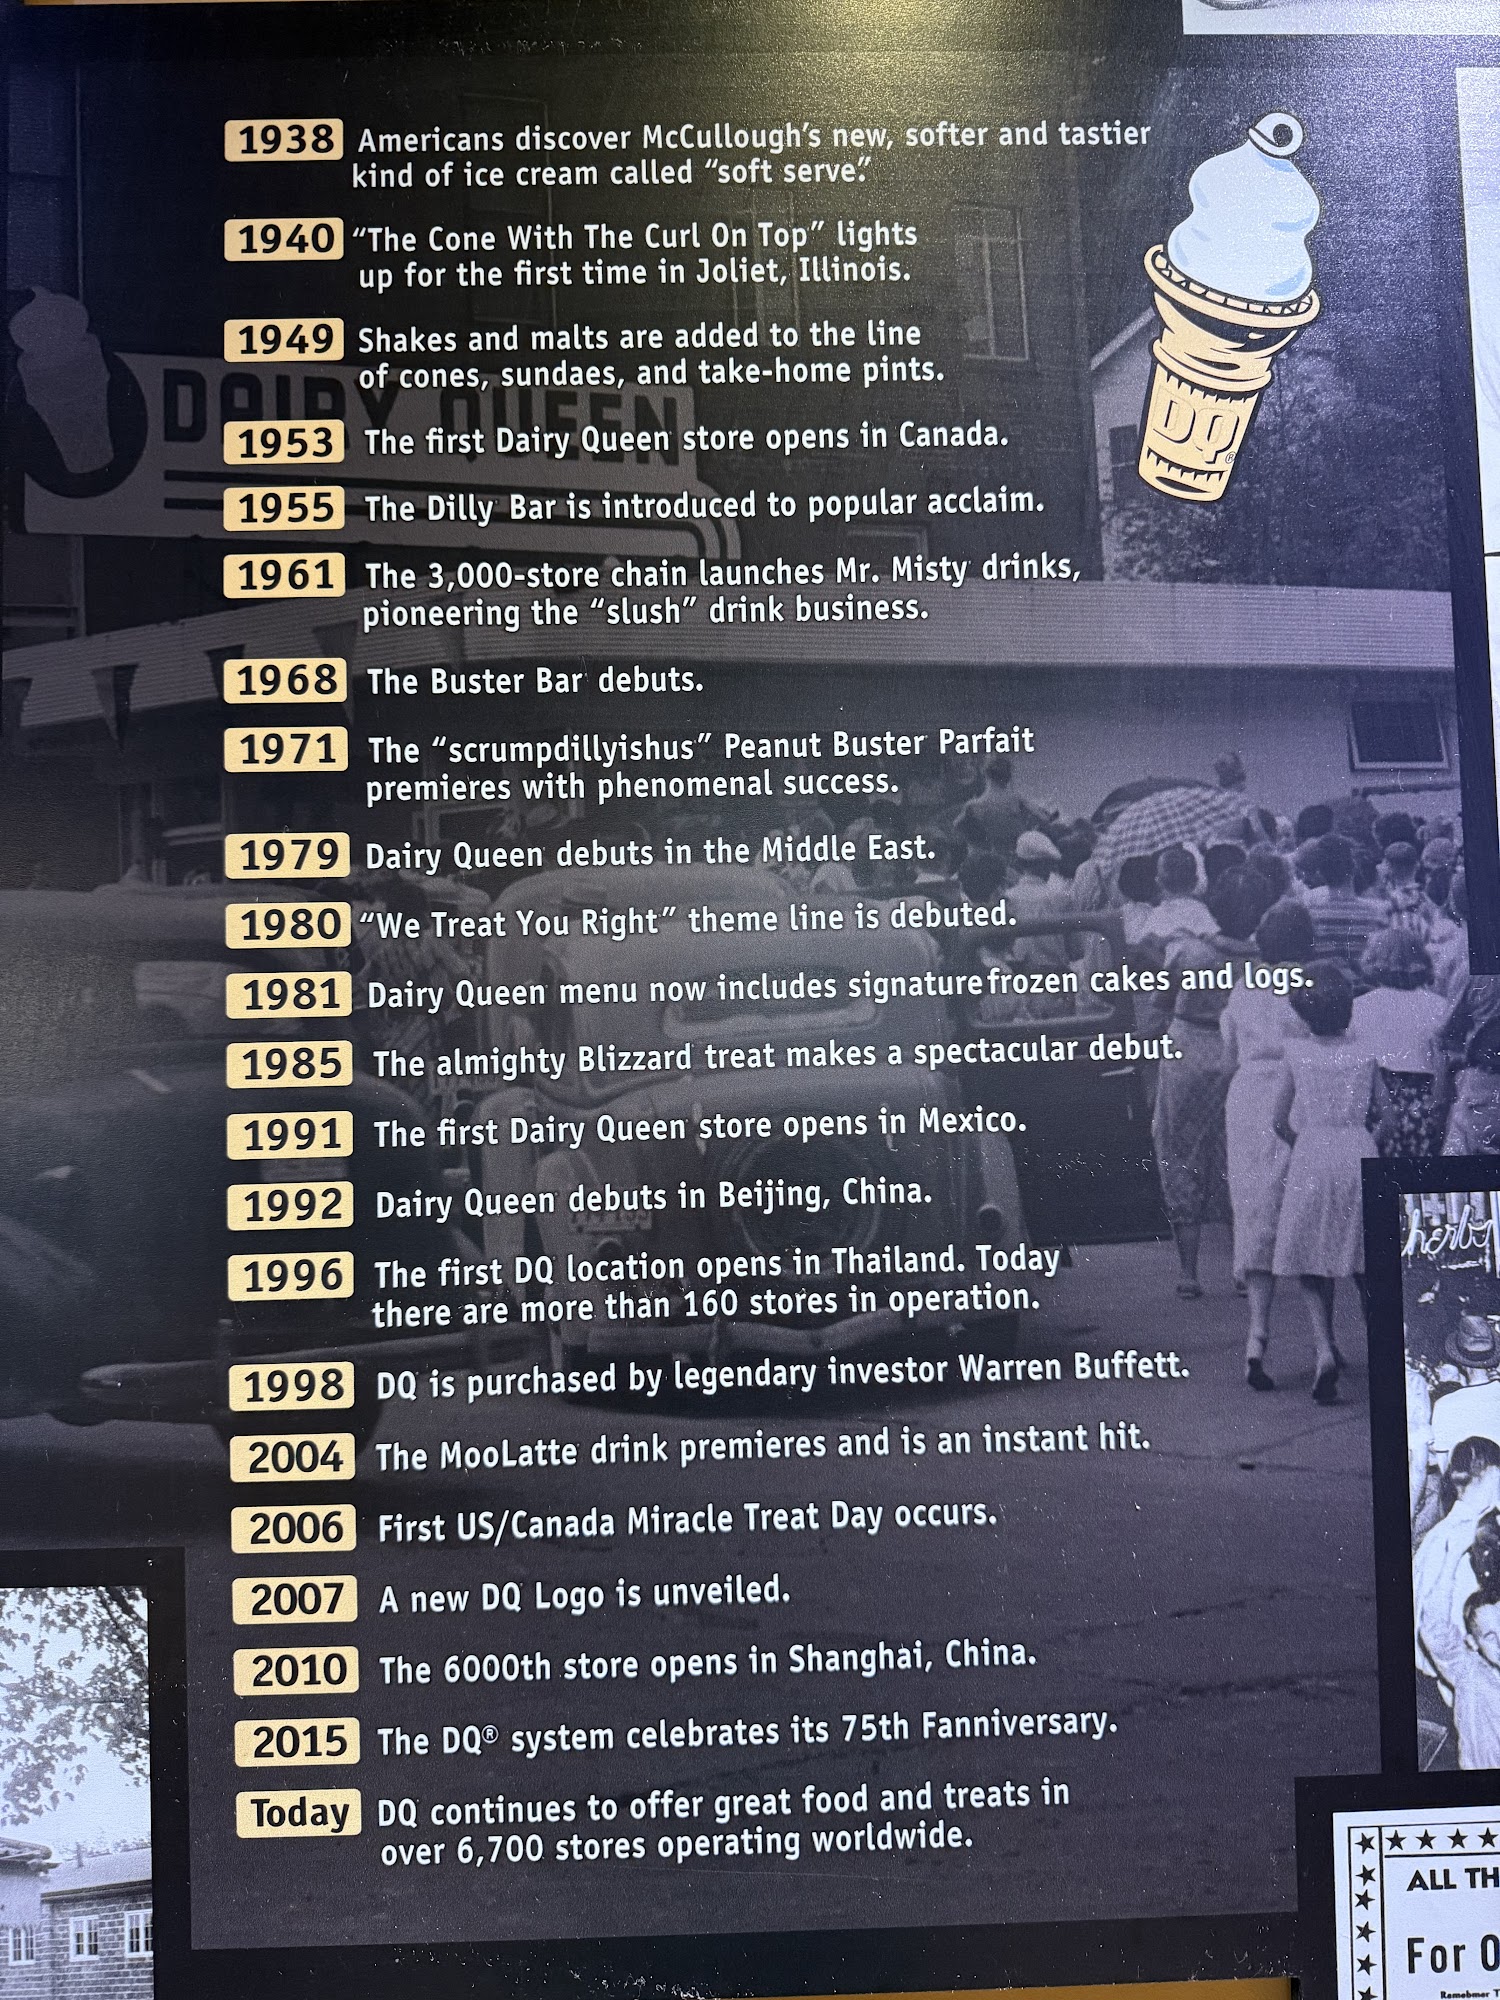 1938 Americans discover McCullough's new, softer and tastier
kind of ice cream called “soft serve.”
1940 “The Cone With The Curl On Top” lights
up for the first time in Joliet, Illinois.
1949 Shakes and malts are added to the line
of cones, sundaes, and take-home pints.
DAIRY QUEEN
1953 The first Dairy Queen store opens in Canada.
DQ®
1955 The Dilly Bar is introduced to popular acclaim.
1961 The 3,000-store chain launches Mr. Misty drinks,
pioneering the “slush” drink business.
1968 The Buster Bar debuts.
1971 The “scrumpdillyishus” Peanut Buster Parfait
premieres with phenomenal success.
1979 Dairy Queen debuts in the Middle East.
1980 “We Treat You Right” theme line is debuted.
1981 Dairy Queen menu now includes signature frozen cakes and logs.
1985 The almighty Blizzard treat makes a spectacular debut.
1991 The first Dairy Queen store opens in Mexico.
1992 Dairy Queen debuts in Beijing, China.
1996 The first DQ location opens in Thailand. Today
there are more than 160 stores in operation.
1998 DQ is purchased by legendary investor Warren Buffett.
2004 The MooLatte drink premieres and is an instant hit.
2006 First US/Canada Miracle Treat Day occurs.
2007 A new DQ Logo is unveiled.
2010 The 6000th store opens in Shanghai, China.
2015 The DQ® system celebrates its 75th Fanniversary.
Today DQ continues to offer great food and treats in
over 6,700 stores operating worldwide.
herby
ALL TH
For O
Remebmer T